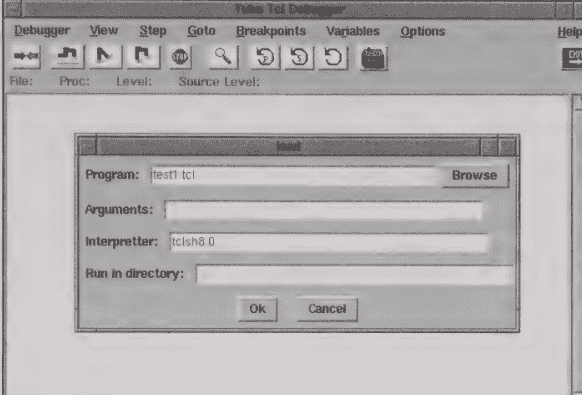 Tuba Tcl Debugger
Debugger View Step Goto Breakpoints Variables Options Help
STOP
File: Proc: Level: Source Level:
load
Program: test1.tcl Browse
Arguments:
Interpretter: tclsh8.0
Run in directory:
Ok Cancel